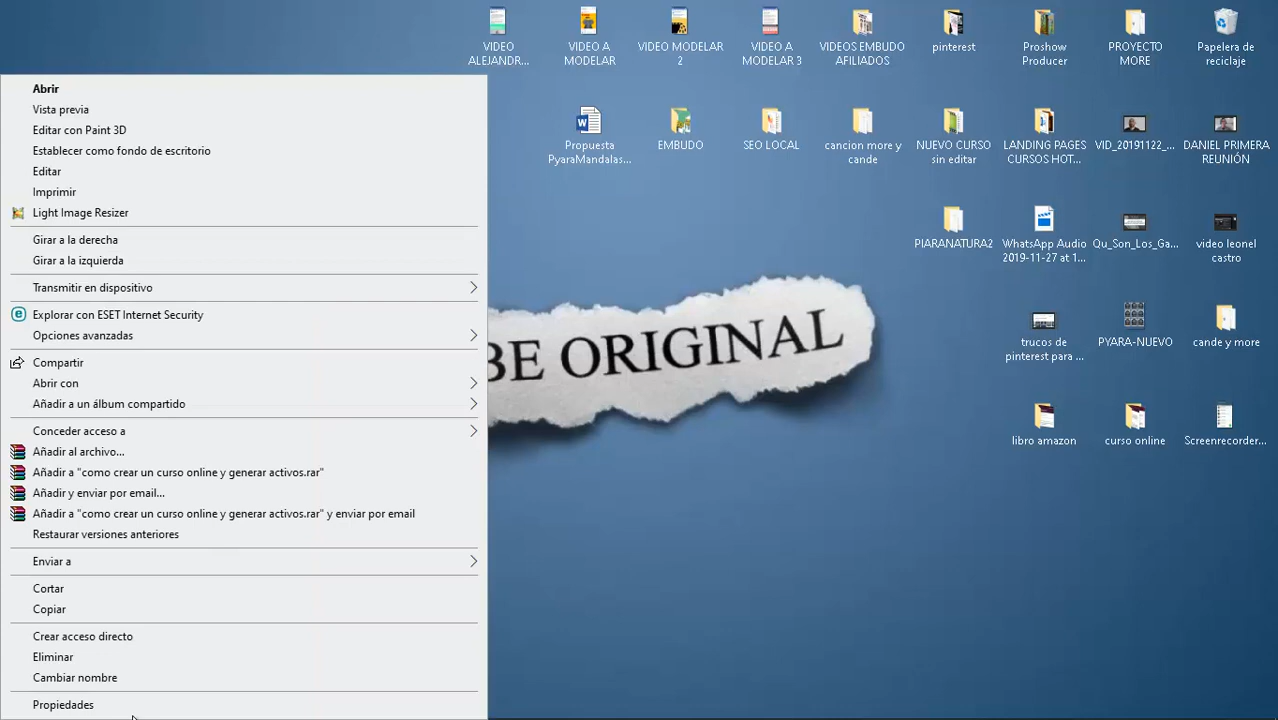 VIDEO
ALEJANDR...
VIDEO A
MODELAR
VIDEO MODELAR
2
VIDEO A
MODELAR 3
VIDEOS EMBUDO
AFILIADOS
pinterest
Proshow
Producer
PROYECTO
MORE
Papelera de
reciclaje
Propuesta
PyaraMandalas...
EMBUDO
SEO LOCAL
cancion more y
cande
NUEVO CURSO
sin editar
LANDING PAGES
CURSOS HOT...
VID_20191122_...
DANIEL PRIMERA
REUNIÓN
PIARANATURA2
WhatsApp Audio
2019-11-27 at 1...
Qu_Son_Los_Ga...
video leonel
castro
trucos de
pinterest para ...
PYARA-NUEVO
cande y more
libro amazon
curso online
Screenrecorder...
BE ORIGINAL
Abrir
Vista previa
Editar con Paint 3D
Establecer como fondo de escritorio
Editar
Imprimir
Light Image Resizer
Girar a la derecha
Girar a la izquierda
Transmitir en dispositivo
Explorar con ESET Internet Security
Opciones avanzadas
Compartir
Abrir con
Añadir a un álbum compartido
Conceder acceso a
Añadir al archivo...
Añadir a "como crear un curso online y generar activos.rar"
Añadir y enviar por email...
Añadir a "como crear un curso online y generar activos.rar" y enviar por email
Restaurar versiones anteriores
Enviar a
Cortar
Copiar
Crear acceso directo
Eliminar
Cambiar nombre
Propiedades